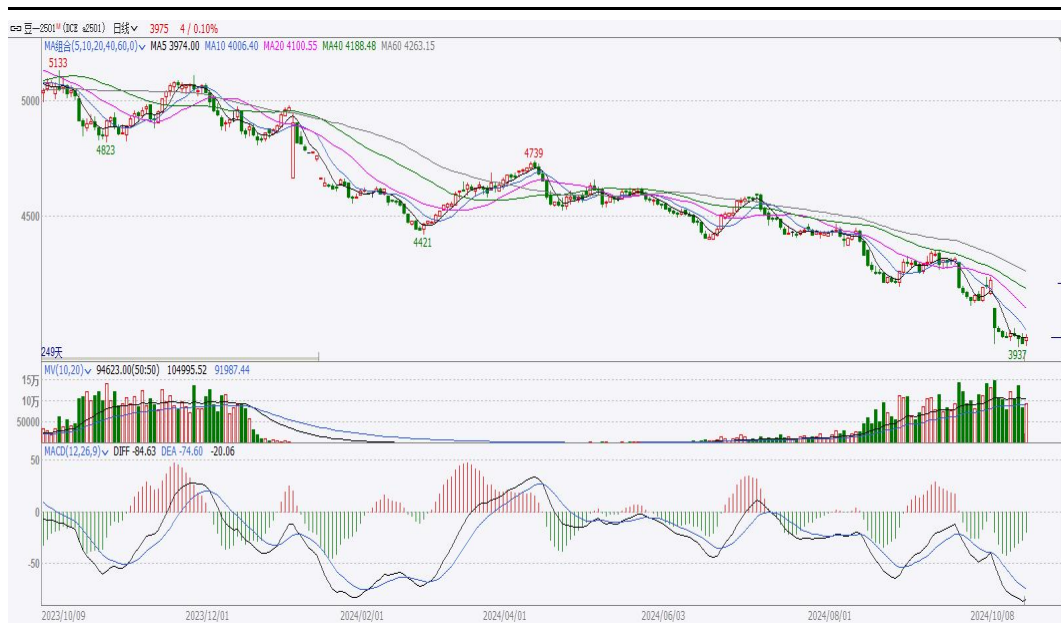 豆一2501M (DCE a2501) 日线 3975 4 / 0.10%
MA组合(5,10,20,40,60,0) MA5 3974.00 MA10 4006.40 MA20 4100.55 MA40 4188.48 MA60 4263.15
5133
5000
4823
4739
4500
4421
3937
249天
MV(10,20) 94623.00(50:50) 104995.52 91987.44
15万
10万
50000
MACD(12,26,9) DIFF -84.63 DEA -74.60 -20.06
50
0
-50
2023/10/09 2023/12/01 2024/02/01 2024/04/01 2024/06/03 2024/08/01 2024/10/08